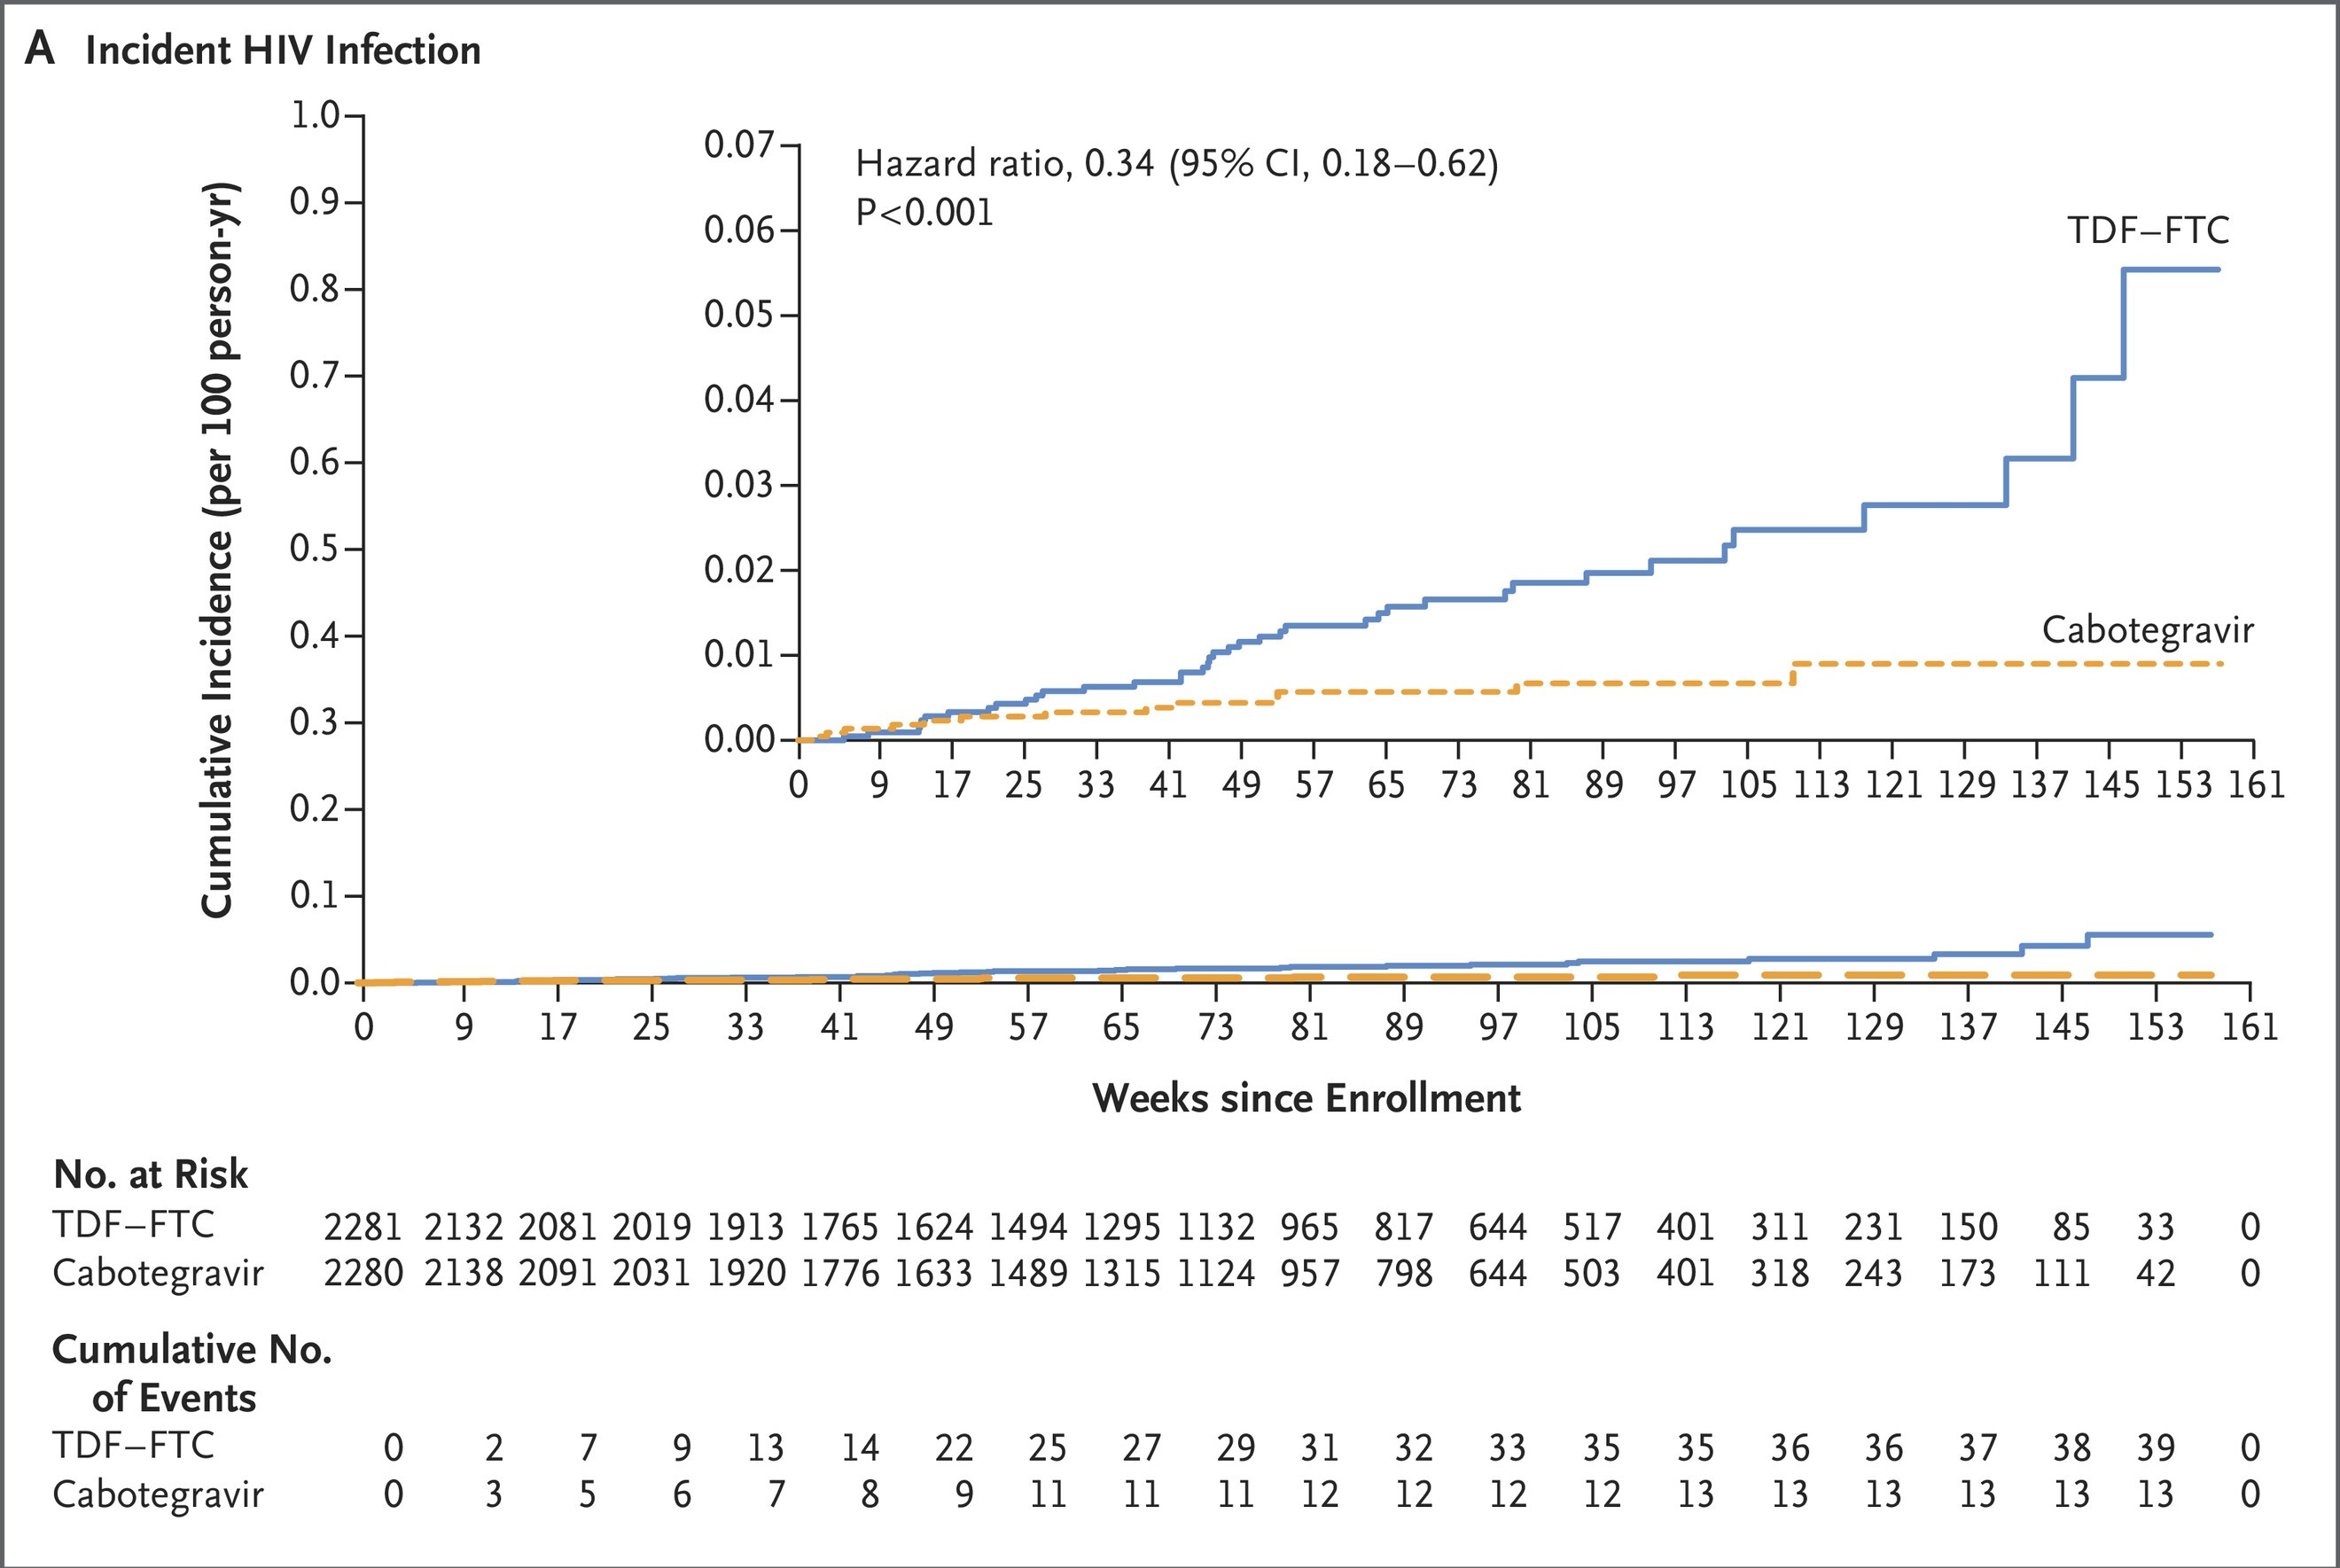 A Incident HIV Infection
Cumulative Incidence (per 100 person-yr)
1.0
0.9
0.8
0.7
0.6
0.5
0.4
0.3
0.2
0.1
0.0
0 9 17 25 33 41 49 57 65 73 81 89 97 105 113 121 129 137 145 153 161
0.07
0.06
0.05
0.04
0.03
0.02
0.01
0.00
Hazard ratio, 0.34 (95% CI, 0.18–0.62)
P<0.001
TDF–FTC
Cabotegravir
0 9 17 25 33 41 49 57 65 73 81 89 97 105 113 121 129 137 145 153 161
Weeks since Enrollment
No. at Risk
TDF–FTC 2281 2132 2081 2019 1913 1765 1624 1494 1295 1132 965 817 644 517 401 311 231 150 85 33 0
Cabotegravir 2280 2138 2091 2031 1920 1776 1633 1489 1315 1124 957 798 644 503 401 318 243 173 111 42 0
Cumulative No.
of Events
TDF–FTC 0 2 7 9 13 14 22 25 27 29 31 32 33 35 35 36 36 37 38 39 0
Cabotegravir 0 3 5 6 7 8 9 11 11 11 12 12 12 12 13 13 13 13 13 13 0